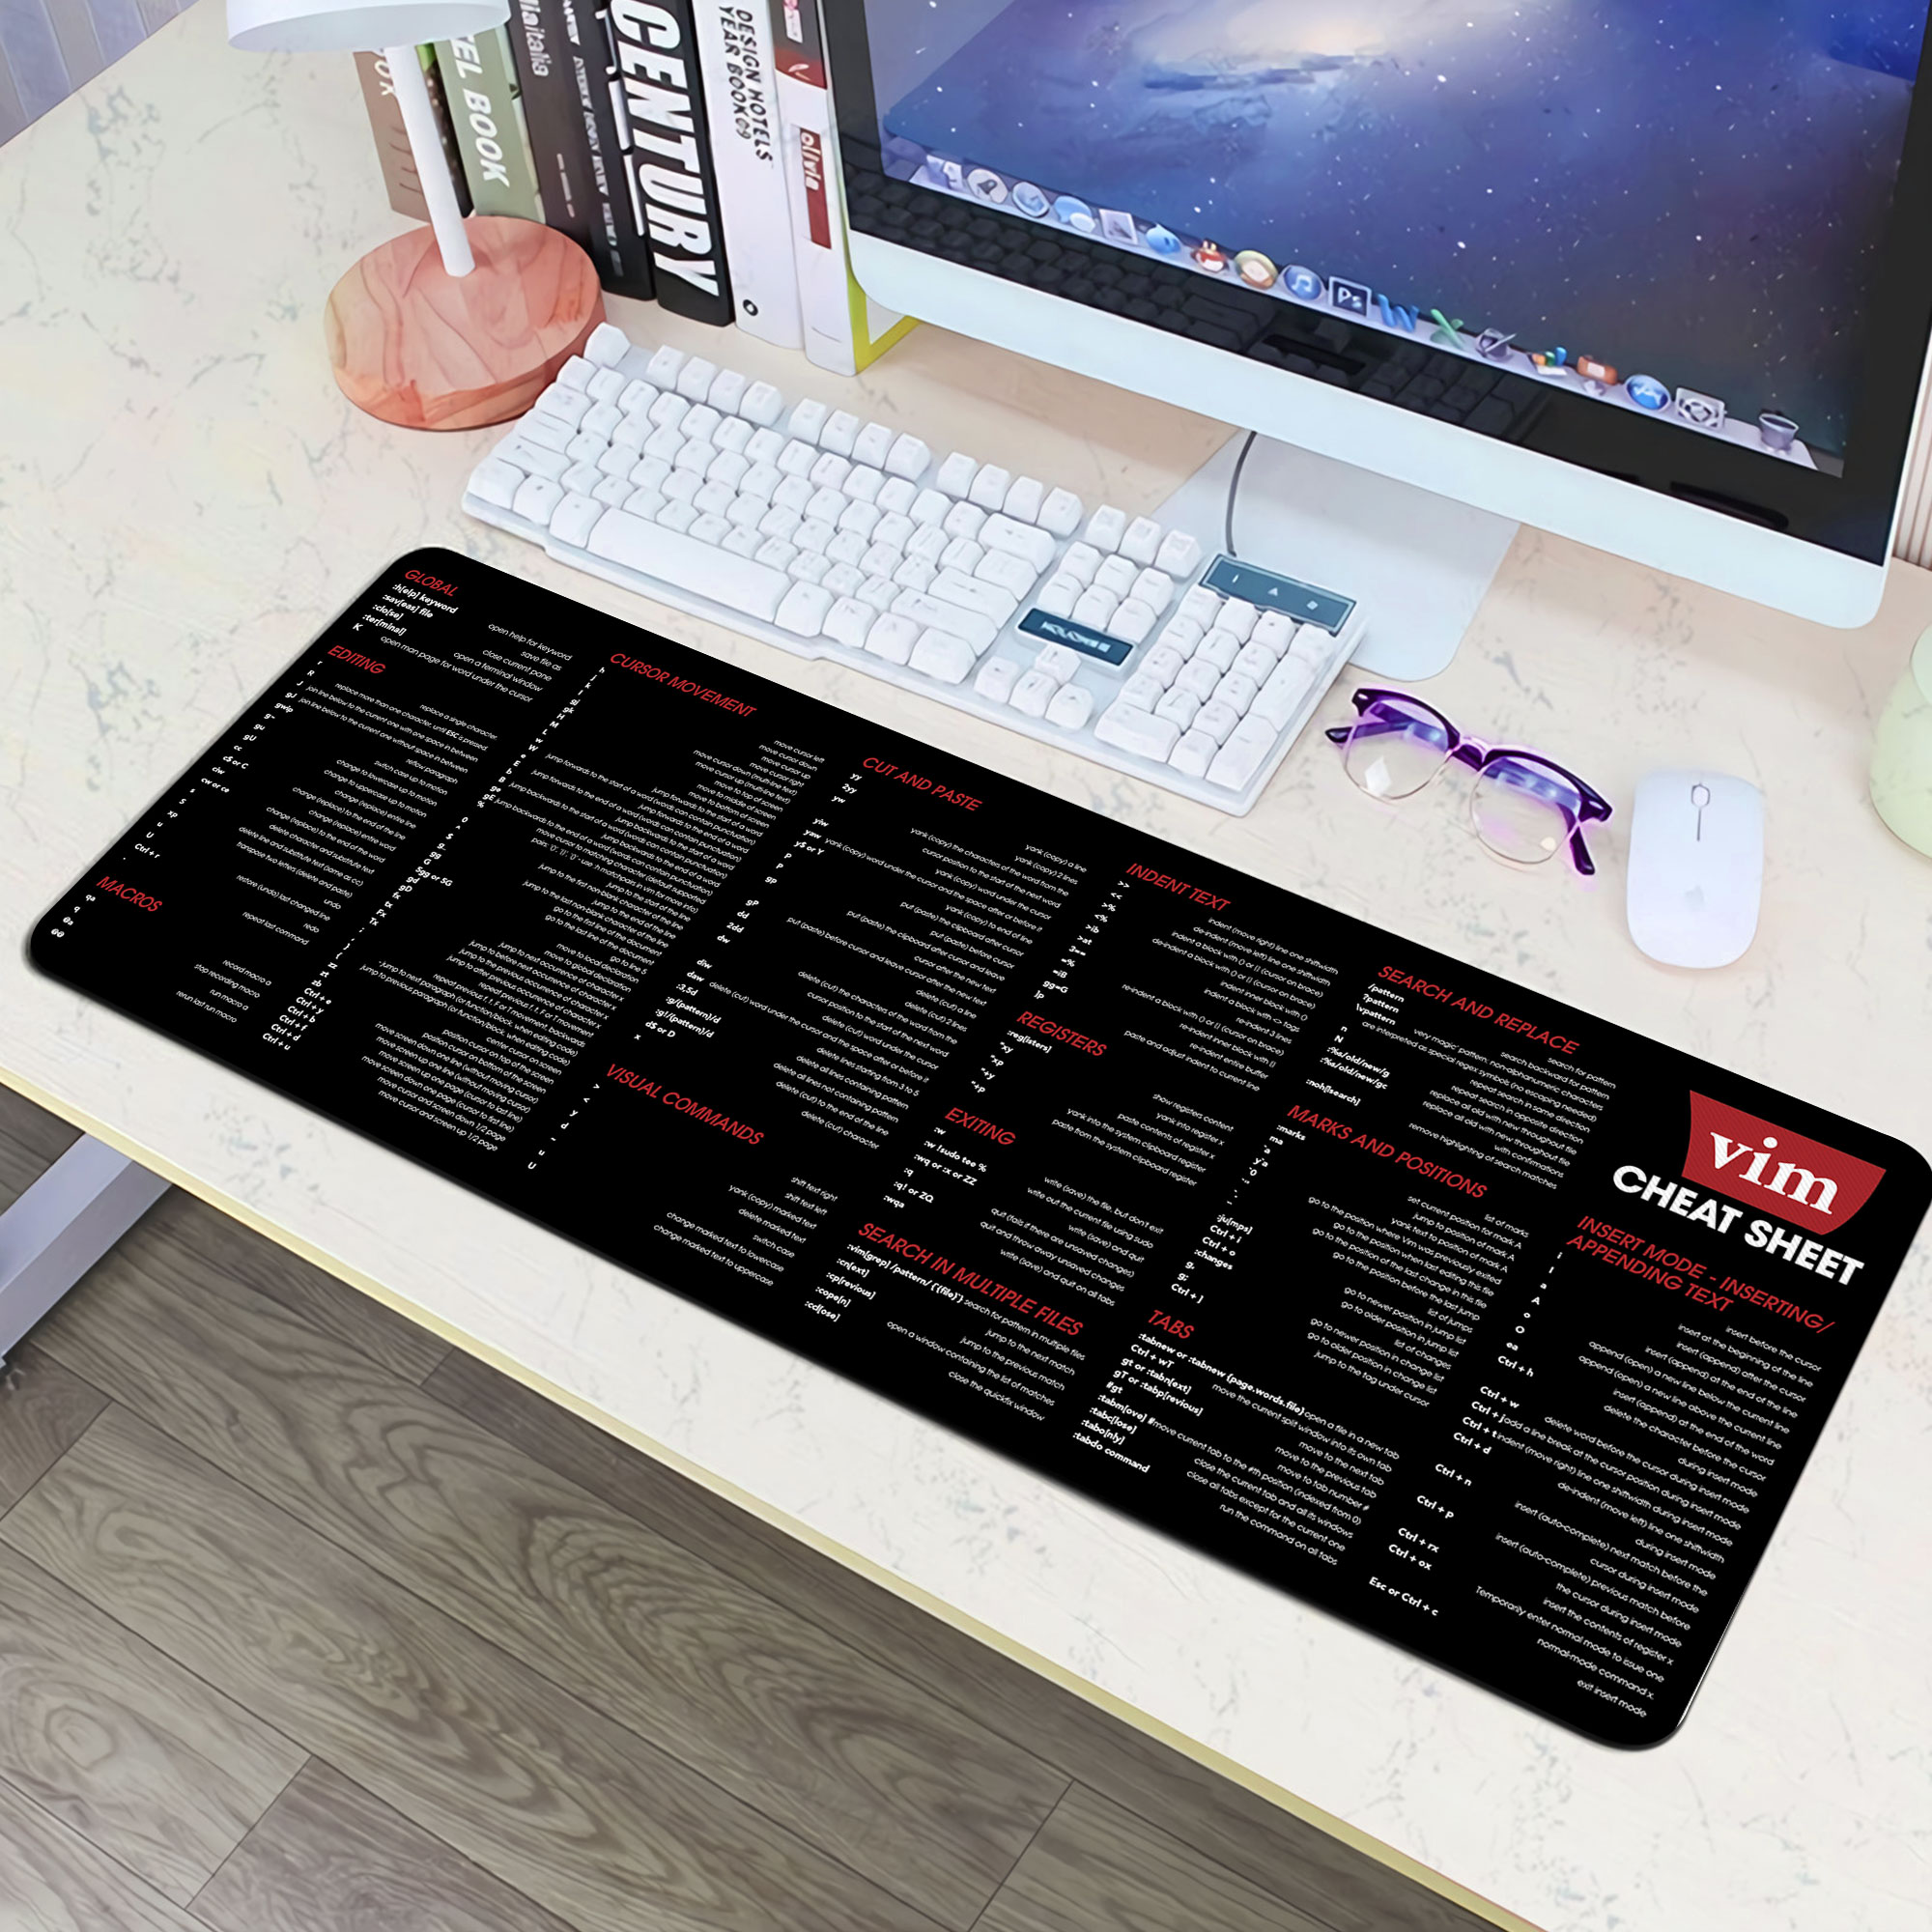 TEL BOOK
CENTURY
DESIGN HOTELS
YEAR BOOK 09
olivia
Ps
GLOBAL
:h[elp] keyword
open help for keyword
:sav[eas] file
save file as
:clo[se]
close current pane
:ter[minal]
open a terminal window
K
open man page for word under the cursor
EDITING
r
replace a single character
R
replace more than one character, until ESC is pressed
J
join line below to the current one with one space in between
gJ
join line below to the current one without space in between
gwip
reflow paragraph
g~
switch case up to motion
gu
change to lowercase up to motion
gU
change to uppercase up to motion
cc
change (replace) entire line
c$ or C
change (replace) to the end of the line
ciw
change (replace) entire word
cw or ce
change (replace) to the end of the word
s
delete character and substitute text
S
delete line and substitute text (same as cc)
xp
transpose two letters (delete and paste)
u
undo
U
restore (undo) last changed line
Ctrl + r
redo
.
repeat last command
MACROS
qa
record macro a
q
stop recording macro
@a
run macro a
@@
rerun last run macro
CURSOR MOVEMENT
h
move cursor left
j
move cursor down
k
move cursor up
move cursor right
gj
move cursor down (multi-line text)
gk
move cursor up (multi-line text)
H
move to top of screen
M
move to middle of screen
L
move to bottom of screen
w
jump forwards to the start of a word
W
jump forwards to the start of a word (words can contain punctuation)
e
jump forwards to the end of a word
E
jump forwards to the end of a word (words can contain punctuation)
b
jump backwards to the start of a word
B
jump backwards to the start of a word (words can contain punctuation)
ge
jump backwards to the end of a word
gE
jump backwards to the end of a word (words can contain punctuation)
%
move cursor to matching character (default supported
0
jump to the start of the line
^
jump to the first non-blank character of the line
$
jump to the end of the line
g_
jump to the last non-blank character of the line
gg
go to the first line of the document
G
go to the last line of the document
5gg or 5G
go to line 5
gd
move to local declaration
gD
move to global declaration
fx
jump to next occurrence of character x
tx
jump to before next occurrence of character x
Fx
jump to the previous occurrence of character x
Tx
jump to after previous occurrence of character x
;
repeat previous f, t, F or T movement
,
repeat previous f, t, F or T movement, backwards
}
jump to next paragraph (or function/block, when editing code)
{
jump to previous paragraph (or function/block, when editing code)
zz
center cursor on screen
zt
position cursor on top of the screen
zb
position cursor on bottom of the screen
Ctrl + e
move screen down one line (without moving cursor)
Ctrl + y
move screen up one line (without moving cursor)
Ctrl + b
move screen up one page (cursor to last line)
Ctrl + f
move screen down one page (cursor to first line)
Ctrl + d
move cursor and screen down 1/2 page
Ctrl + u
move cursor and screen up 1/2 page
CUT AND PASTE
yy
yank (copy) a line
2yy
yank (copy) 2 lines
yw
yank (copy) the characters of the word from the
cursor position to the start of the next word
yiw
yank (copy) word under the cursor
yaw
yank (copy) word under the cursor and the space after or before it
y$ or Y
yank (copy) to end of line
p
put (paste) the clipboard after cursor
P
put (paste) before cursor
gp
put (paste) the clipboard after cursor and leave
cursor after the new text
gP
put (paste) before cursor and leave cursor after the new text
dd
delete (cut) a line
2dd
delete (cut) 2 lines
dw
delete (cut) the characters of the word from the
cursor position to the start of the next word
diw
delete (cut) word under the cursor
daw
delete (cut) word under the cursor and the space after or before it
:3,5d
delete lines starting from 3 to 5
:g/{pattern}/d
delete all lines containing pattern
:g!/{pattern}/d
delete all lines not containing pattern
d$ or D
delete (cut) to the end of the line
x
delete (cut) character
VISUAL COMMANDS
>
shift text right
<
shift text left
y
yank (copy) marked text
d
delete marked text
~
switch case
u
change marked text to lowercase
U
change marked text to uppercase
INDENT TEXT
>>
indent (move right) line one shiftwidth
<<
de-indent (move left) line one shiftwidth
>%
indent a block with () or {} (cursor on brace)
<%
de-indent a block with () or {} (cursor on brace)
>ib
indent inner block with ()
>at
indent a block with <> tags
3==
re-indent 3 lines
=%
re-indent a block with () or {} (cursor on brace)
=iB
re-indent inner block with {}
gg=G
re-indent entire buffer
]p
paste and adjust indent to current line
REGISTERS
:reg[isters]
show registers content
"xy
yank into register x
"xp
paste contents of register x
"+y
yank into the system clipboard register
"+p
paste from the system clipboard register
EXITING
:w
write (save) the file, but don't exit
:w !sudo tee %
write out the current file using sudo
:wq or :x or ZZ
write (save) and quit
:q
quit (fails if there are unsaved changes)
:q! or ZQ
quit and throw away unsaved changes
:wqa
write (save) and quit on all tabs
SEARCH IN MULTIPLE FILES
:vim[grep] /pattern/ {`{file}`}
search for pattern in multiple files
:cn[ext]
jump to the next match
:cp[revious]
jump to the previous match
:cope[n]
open a window containing the list of matches
:ccl[ose]
close the quickfix window
SEARCH AND REPLACE
/pattern
search for pattern
?pattern
search backward for pattern
\vpattern
'very magic' pattern: non-alphanumeric characters
are interpreted as special regex symbols (no escaping needed)
n
repeat search in same direction
N
repeat search in opposite direction
:%s/old/new/g
replace all old with new throughout file
:%s/old/new/gc
replace all old with new throughout file
with confirmations
:noh[lsearch]
remove highlighting of search matches
MARKS AND POSITIONS
:marks
list of marks
ma
set current position for mark A
`a
jump to position of mark A
y`a
yank text to position of mark A
`0
go to the position where Vim was previously exited
`"
go to the position when last editing this file
`.
go to the position of the last change in this file
``
go to the position before the last jump
:ju[mps]
list of jumps
Ctrl + i
go to newer position in jump list
Ctrl + o
go to older position in jump list
:changes
list of changes
g,
go to newer position in change list
g;
go to older position in change list
Ctrl + ]
jump to the tag under cursor
TABS
:tabnew or :tabnew {page.words.file}
open a file in a new tab
Ctrl + wT
move the current split window into its own tab
gt or :tabn[ext]
move to the next tab
gT or :tabp[revious]
move to the previous tab
#gt
move to tab number #
:tabm[ove] #
move current tab to the #th position (indexed from 0)
:tabc[lose]
close the current tab and all its windows
:tabo[nly]
close all tabs except for the current one
:tabdo command
run the command on all tabs
vim
CHEAT SHEET
INSERT MODE - INSERTING/
APPENDING TEXT
i
insert before the cursor
I
insert at the beginning of the line
a
insert (append) after the cursor
A
insert (append) at the end of the line
o
append (open) a new line below the current line
O
append (open) a new line above the current line
ea
insert (append) at the end of the word
Ctrl + h
delete the character before the cursor
during insert mode
Ctrl + w
delete word before the cursor during insert mode
Ctrl + j
add a line break at the cursor position during insert mode
Ctrl + t
indent (move right) line one shiftwidth during insert mode
Ctrl + d
de-indent (move left) line one shiftwidth
during insert mode
Ctrl + n
insert (auto-complete) next match before the
cursor during insert mode
Ctrl + p
insert (auto-complete) previous match before
the cursor during insert mode
Ctrl + rx
insert the contents of register x
Ctrl + ox
Temporarily enter normal mode to issue one
normal-mode command x.
Esc or Ctrl + c
exit insert mode